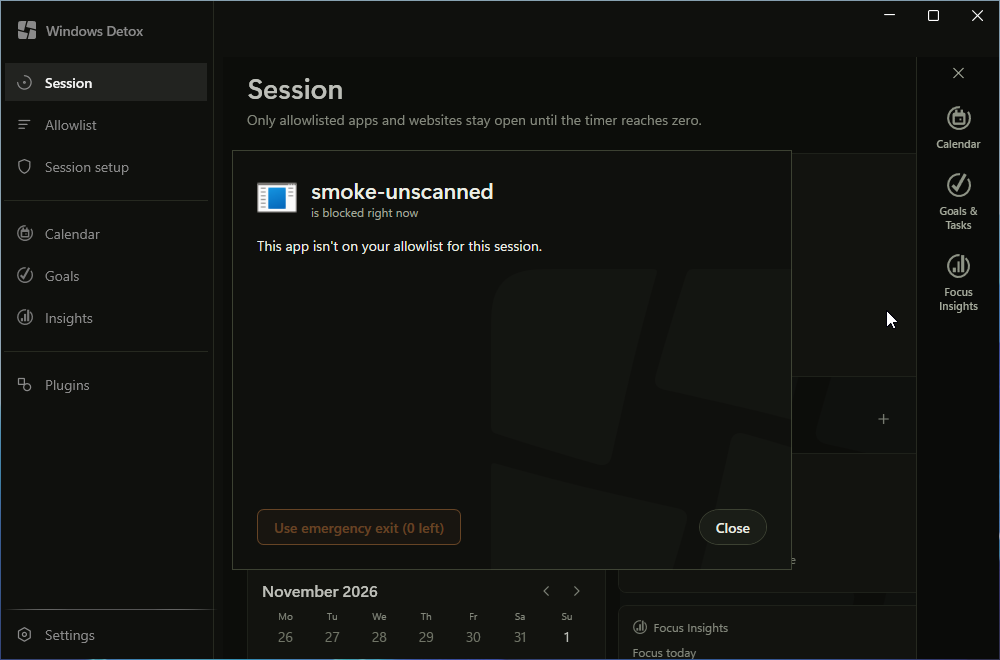 Windows Detox
Session
Allowlist
Session setup
Calendar
Goals
Insights
Plugins
Settings
Session
Only allowlisted apps and websites stay open until the timer reaches zero.
smoke-unscanned
is blocked right now
This app isn't on your allowlist for this session.
Use emergency exit (0 left)
Close
November 2026
Mo Tu We Th Fr Sa Su
26 27 28 29 30 31 1
Focus Insights
Focus today
Calendar
Goals &
Tasks
Focus
Insights